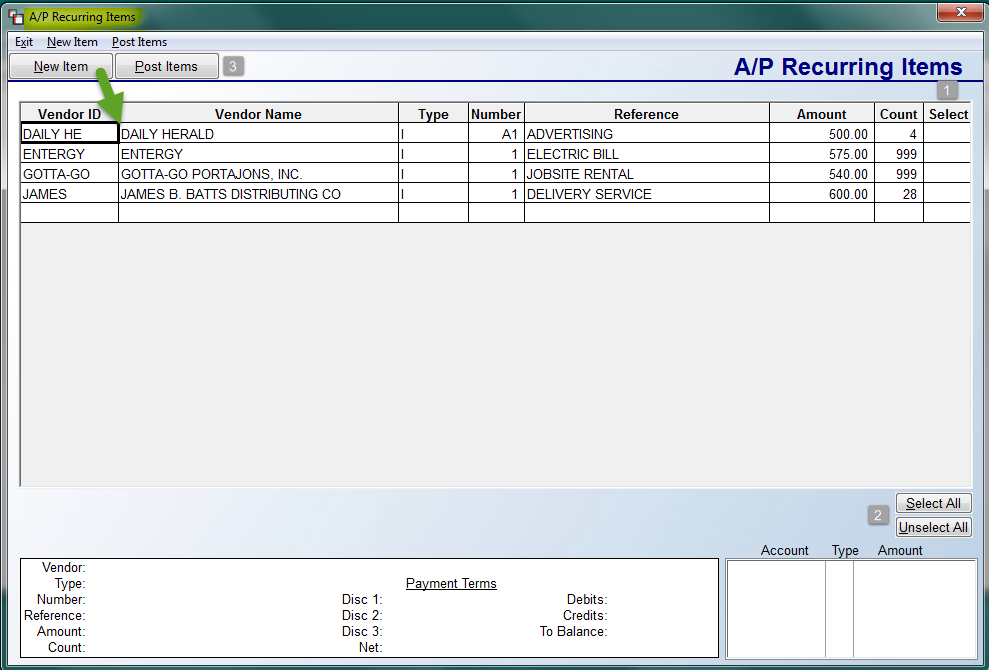 A/P Recurring Items
Exit New Item Post Items
New Item Post Items 3 A/P Recurring Items
1
Vendor ID Vendor Name Type Number Reference Amount Count Select
DAILY HE DAILY HERALD I A1 ADVERTISING 500.00 4
ENTERGY ENTERGY I 1 ELECTRIC BILL 575.00 999
GOTTA-GO GOTTA-GO PORTAJONS, INC. I 1 JOBSITE RENTAL 540.00 999
JAMES JAMES B. BATTS DISTRIBUTING CO I 1 DELIVERY SERVICE 600.00 28
Select All
2
Unselect All
Account Type Amount
Vendor:
Type: Payment Terms
Number: Disc 1: Debits:
Reference: Disc 2: Credits:
Amount: Disc 3: To Balance:
Count: Net: